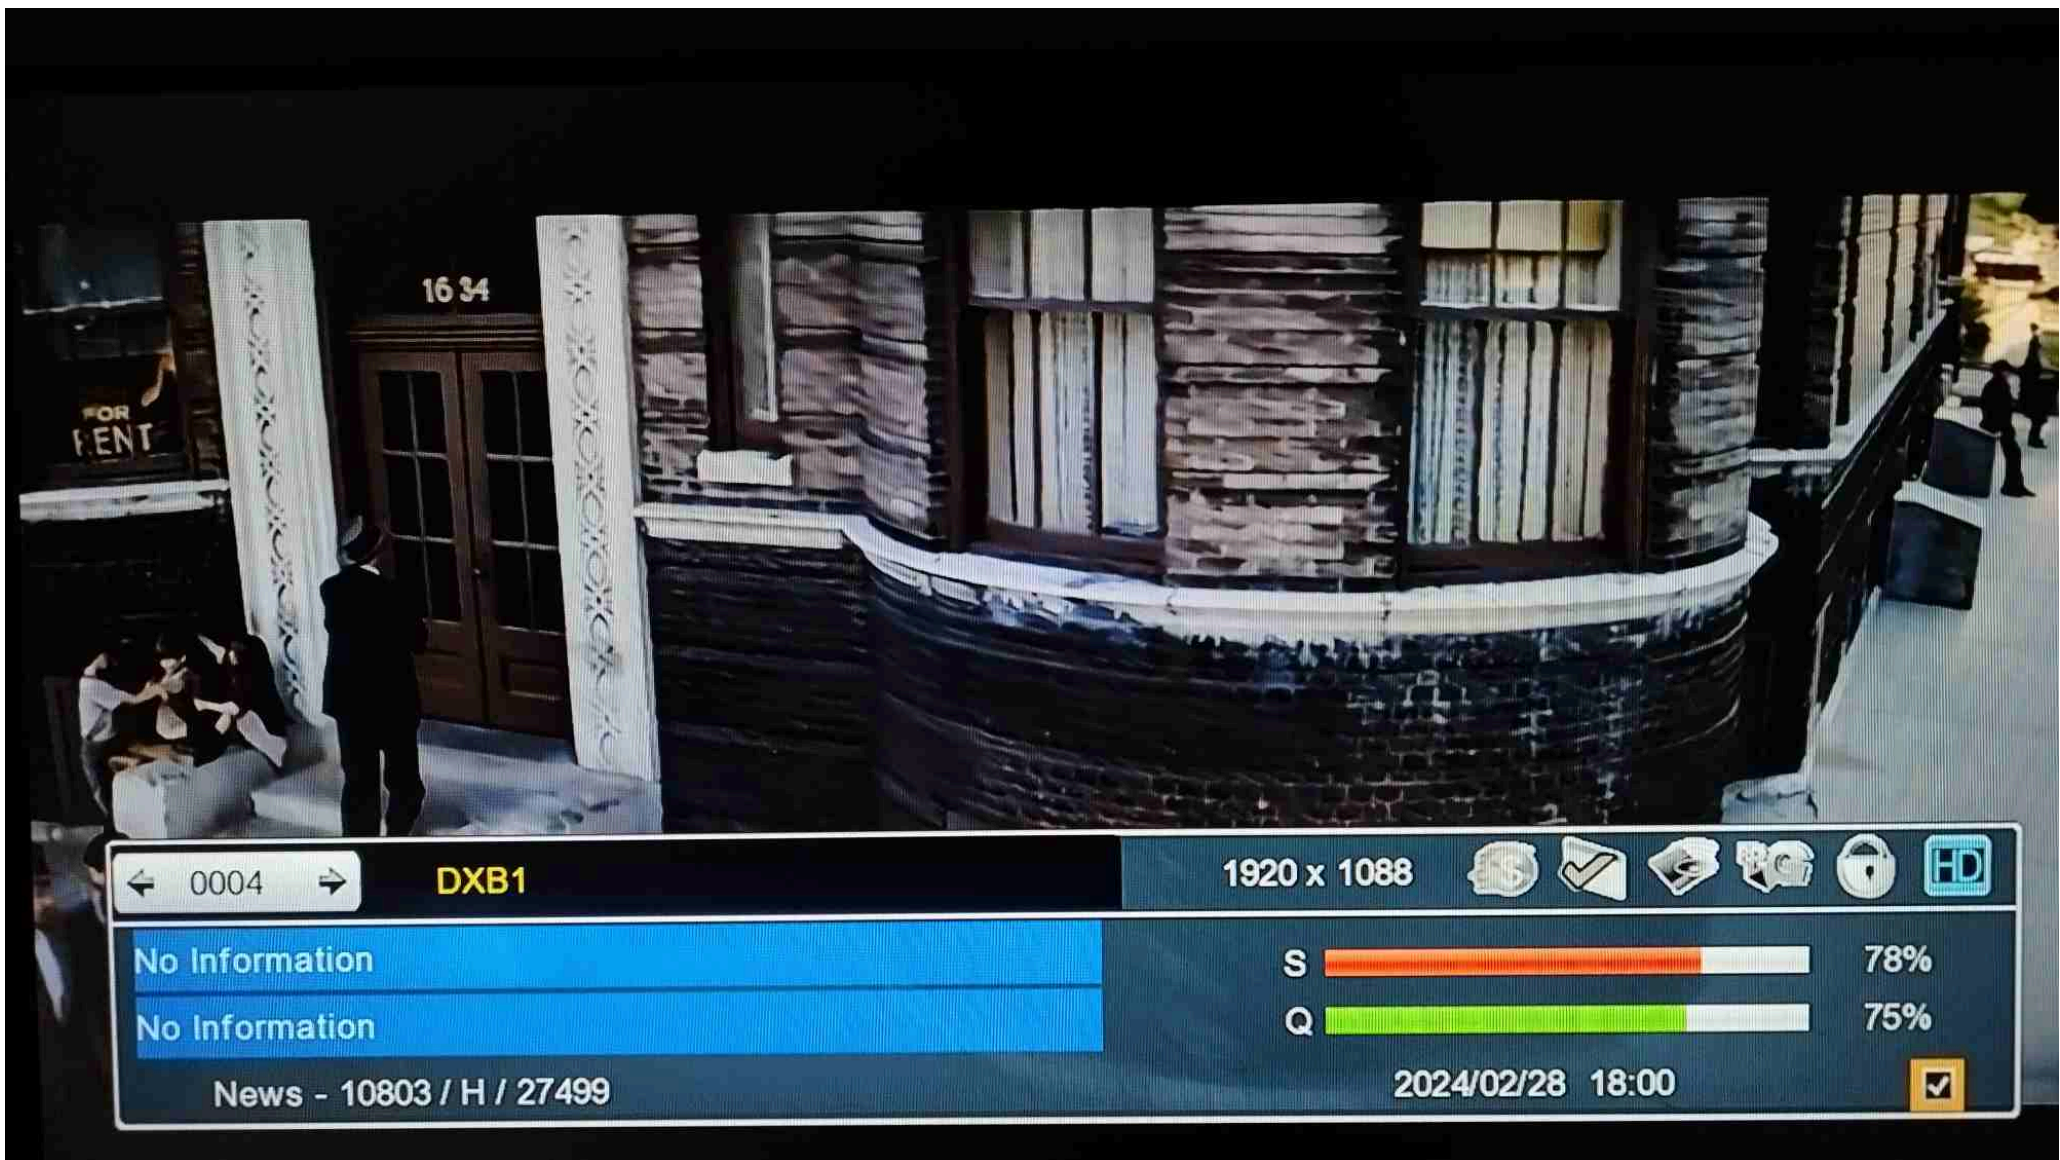 16 34
FOR
RENT
0004
DXB1
1920 x 1088
HD
No Information
S
78%
No Information
Q
75%
News - 10803 / H / 27499
2024/02/28 18:00